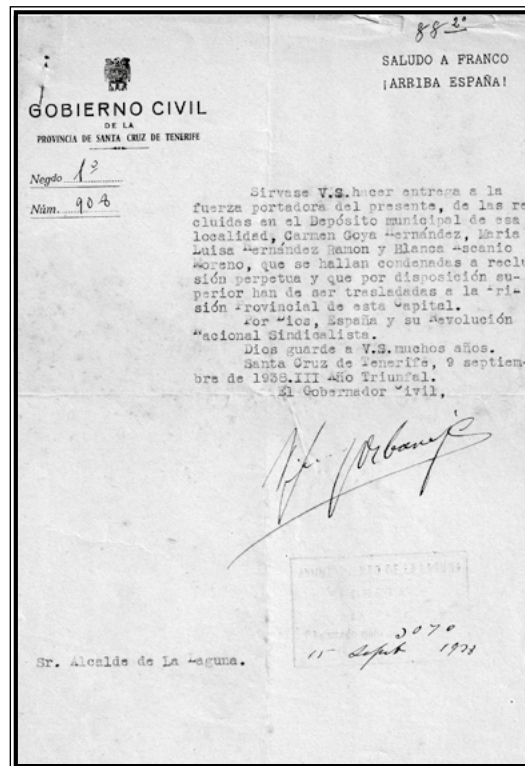 88 2º
SALUDO A FRANCO
¡ARRIBA ESPAÑA!
GOBIERNO CIVIL
DE LA
PROVINCIA DE SANTA CRUZ DE TENERIFE
Negdo 1º
Núm. 908
Sirvase V.S. hacer entrega a la
fuerza portadora del presente, de las re
cluidas en el Depósito municipal de esa
localidad, Carmen Goya Hernández, Maria
Luisa Hernández Ramon y Blanca Ascanio
Moreno, que se hallan condenadas a reclu
sión perpetua y que por disposición su-
perior han de ser trasladadas a la Pri-
sión Provincial de esta Capital.
Por Dios, España y su Revolución
Nacional Sindicalista.
Dios guarde a V.S. muchos años.
Santa Cruz de Tenerife, 9 septiem-
bre de 1938.III Año Triunfal.
El Gobernador Civil,
3070
15 Sept 1938
Sr. Alcalde de La Laguna.